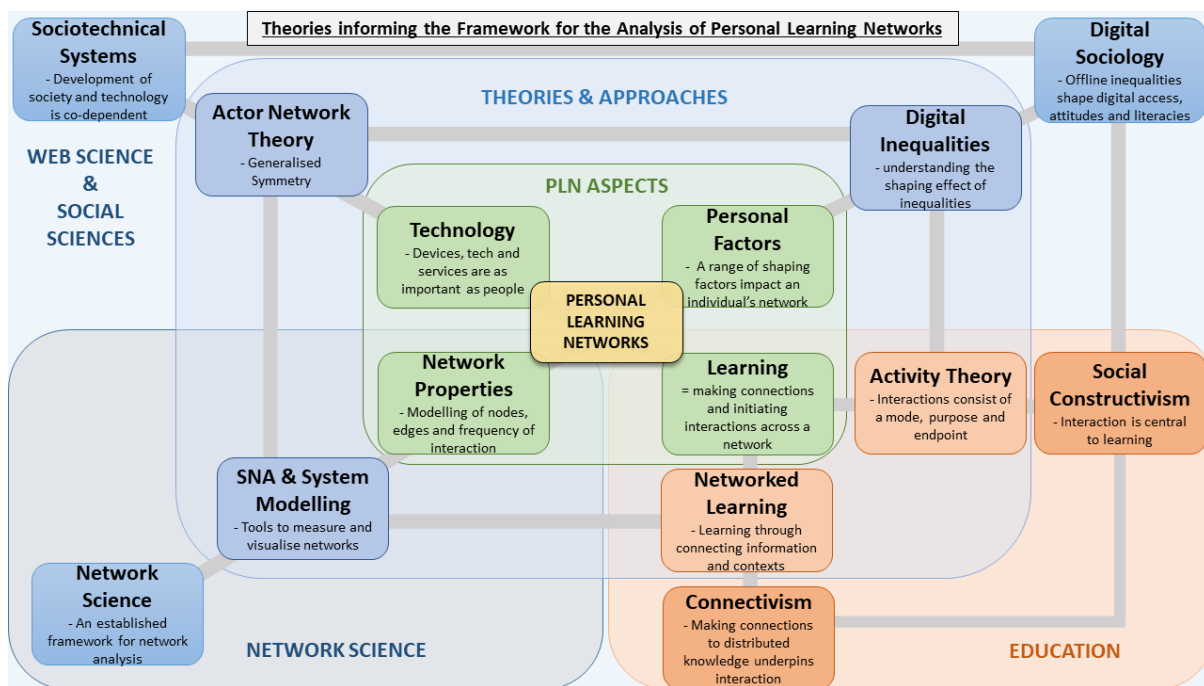 Theories informing the Framework for the Analysis of Personal Learning Networks
Sociotechnical
Systems
- Development of
society and technology
is co-dependent
Digital
Sociology
- Offline inequalities
shape digital access,
attitudes and literacies
THEORIES & APPROACHES
Actor Network
Theory
- Generalised
Symmetry
Digital
Inequalities
- understanding the
shaping effect of
inequalities
WEB SCIENCE
&
SOCIAL
SCIENCES
PLN ASPECTS
Technology
- Devices, tech and
services are as
important as people
Personal
Factors
- A range of shaping
factors impact an
individual's network
PERSONAL
LEARNING
NETWORKS
Network
Properties
- Modelling of nodes,
edges and frequency of
interaction
Learning
= making connections
and initiating
interactions across a
network
Activity Theory
- Interactions consist of
a mode, purpose and
endpoint
Social
Constructivism
- Interaction is central
to learning
SNA & System
Modelling
- Tools to measure and
visualise networks
Networked
Learning
- Learning through
connecting information
and contexts
Network
Science
- An established
framework for network
analysis
Connectivism
- Making connections
to distributed
knowledge underpins
interaction
NETWORK SCIENCE
EDUCATION